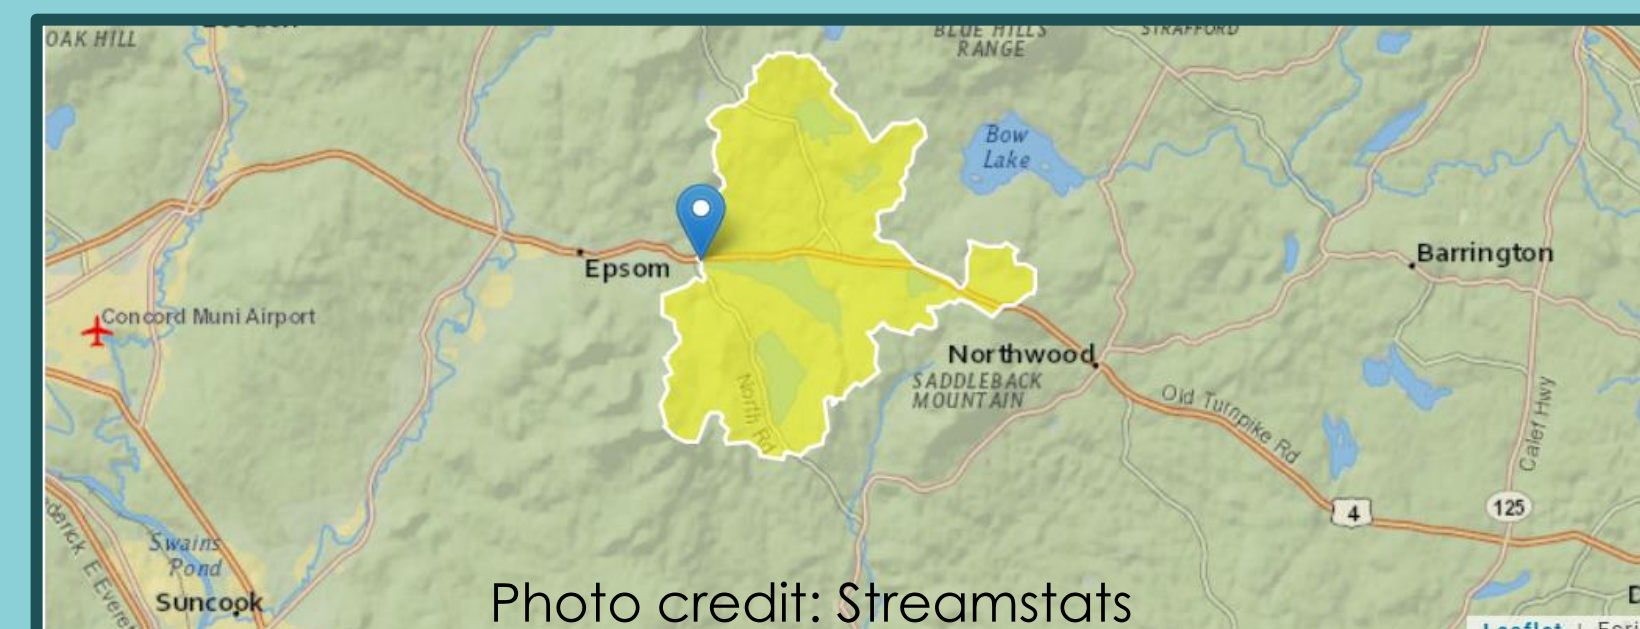 OAK HILL
BLUE HILLS
RANGE
STRAFFORD
Bow
Lake
Barrington
Epsom
Concord Muni Airport
Northwood
SADDLEBACK
MOUNTAIN
North Rd
Old Turnpike Rd
Calef Hwy
4
125
Swains
Pond
Suncook
Photo credit: Streamstats